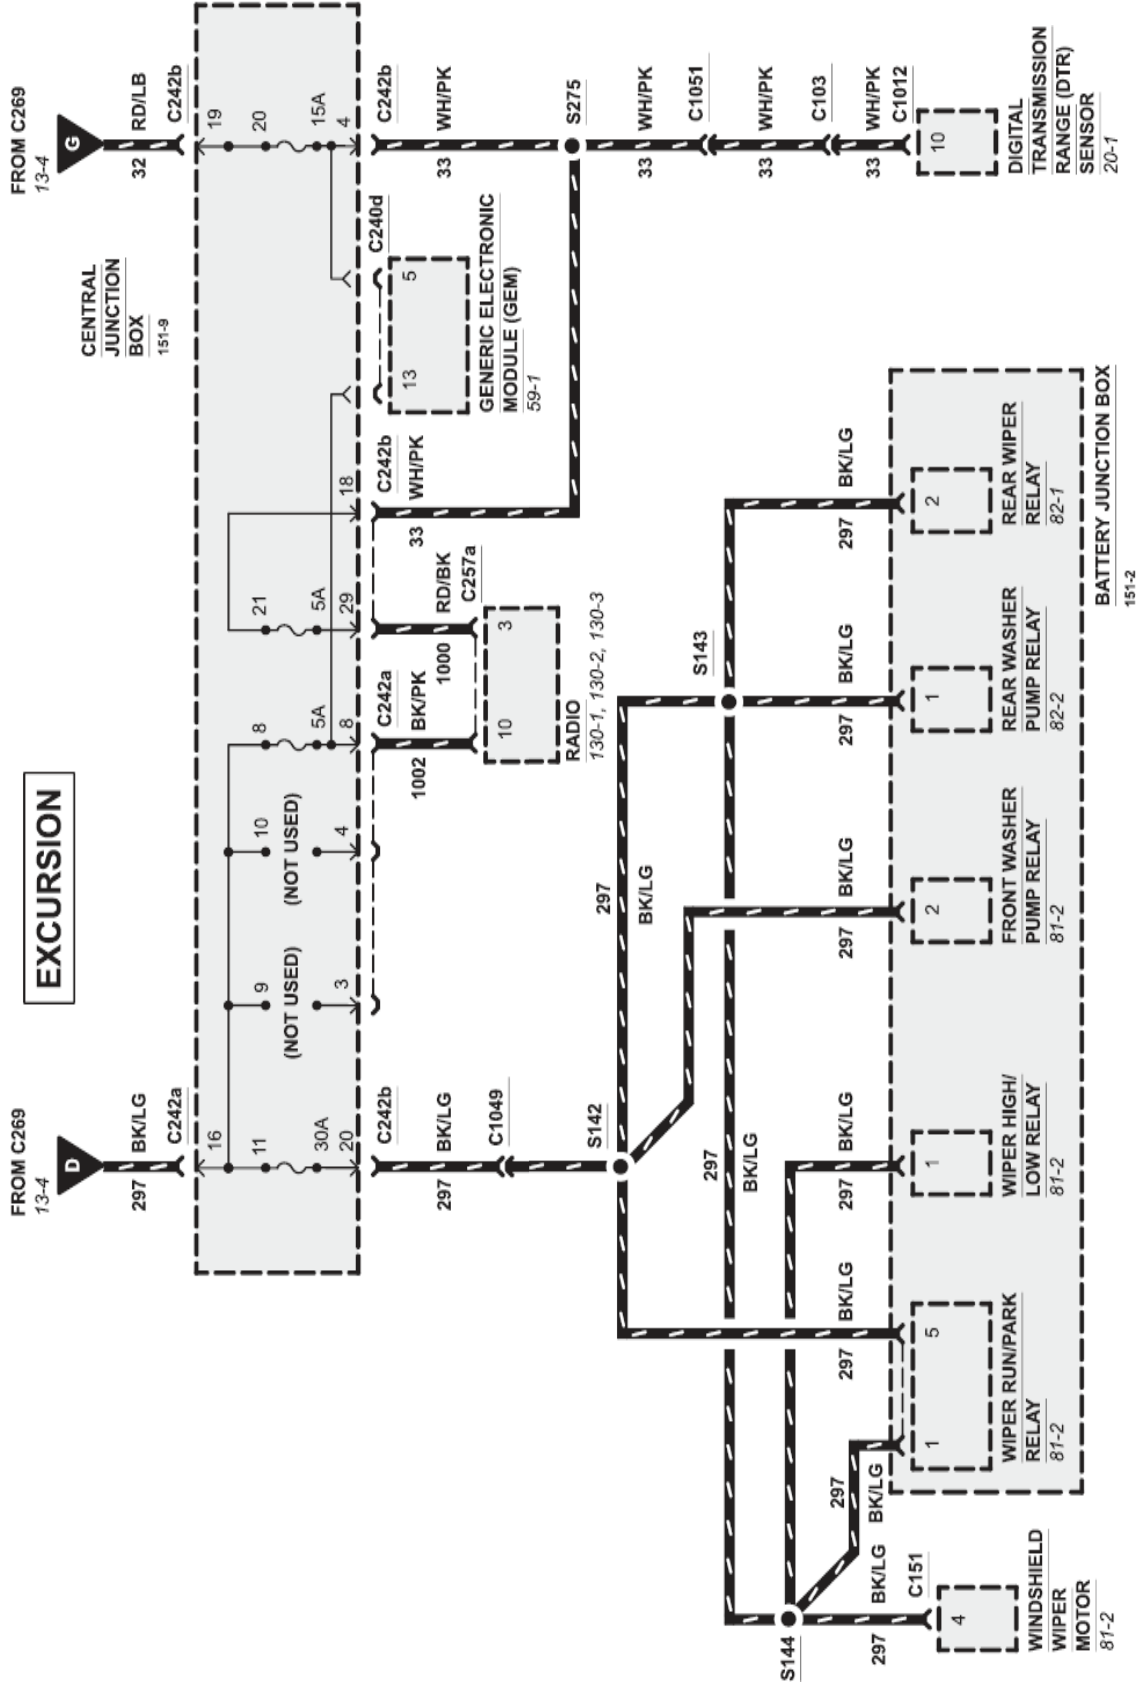 EXCURSION
FROM C269
13-4
D
297
BK/LG
C242a
FROM C269
13-4
G
32
RD/LB
C242b
CENTRAL
JUNCTION
BOX
151-9
16
19
11
9
10
8
21
20
30A
(NOT USED)
(NOT USED)
5A
5A
15A
20
3
4
8
29
18
4
C242b
C242a
C242b
C240d
C242b
297
BK/LG
1002
BK/PK
1000
RD/BK
33
WH/PK
13
5
33
WH/PK
C1049
C257a
GENERIC ELECTRONIC
MODULE (GEM)
59-1
10
3
RADIO
130-1, 130-2, 130-3
S275
S142
297
BK/LG
33
WH/PK
C1051
S143
297
BK/LG
33
WH/PK
C103
S144
297
BK/LG
297
BK/LG
297
BK/LG
297
BK/LG
297
BK/LG
297
BK/LG
297
BK/LG
33
WH/PK
C1012
C151
4
1
5
1
2
1
2
10
WINDSHIELD
WIPER
MOTOR
81-2
WIPER RUN/PARK
RELAY
81-2
WIPER HIGH/
LOW RELAY
81-2
FRONT WASHER
PUMP RELAY
81-2
REAR WASHER
PUMP RELAY
82-2
REAR WIPER
RELAY
82-1
DIGITAL
TRANSMISSION
RANGE (DTR)
SENSOR
20-1
BATTERY JUNCTION BOX
151-2